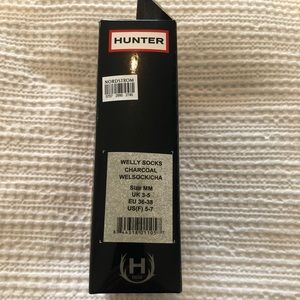 HUNTER
NORDSTROM
WELLY SOCKS
CHARCOAL
WELSOCK/CHA
Size MM
UK 3-5
EU 36-38
US(F) 5-7
H